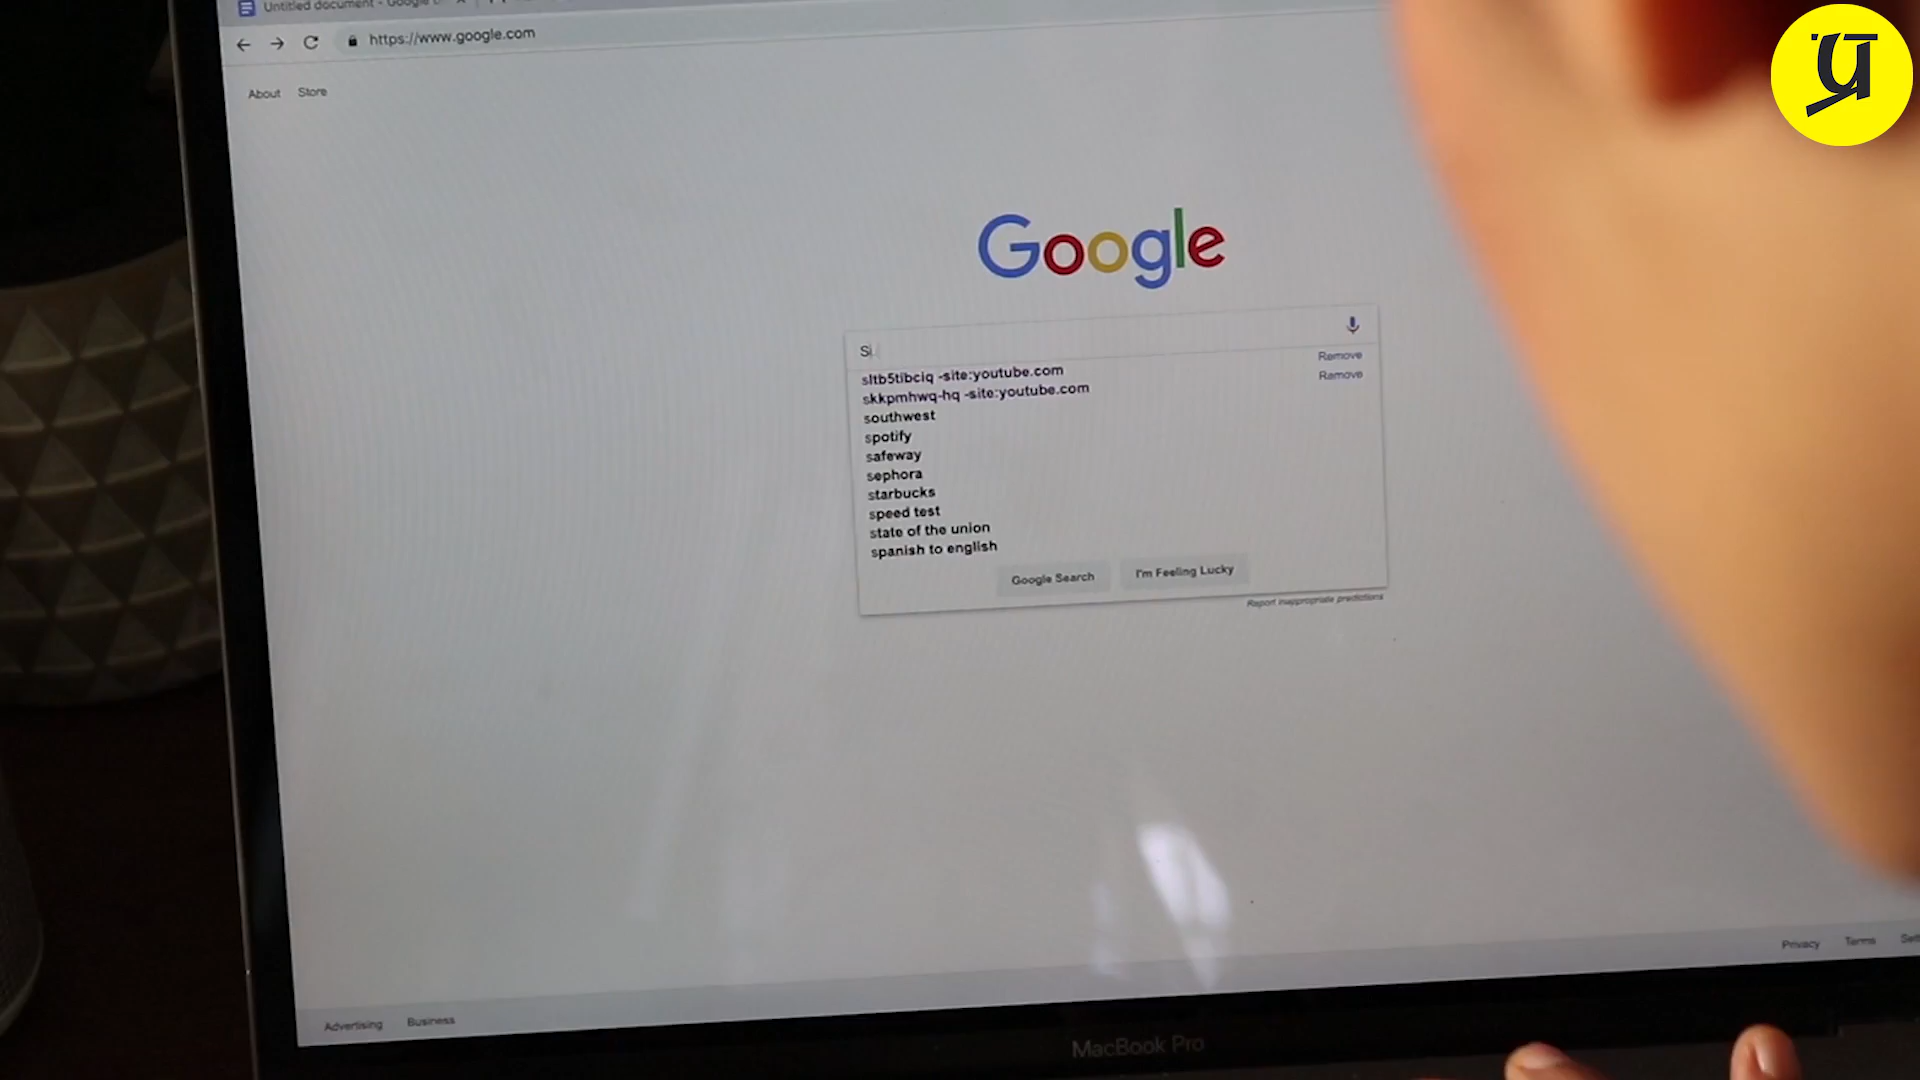 Untitled document - Google
https://www.google.com
About Store
Google
Si
sltb5tibciq -site:youtube.com Remove
skkpmhwq-hq -site:youtube.com Remove
southwest
spotify
safeway
sephora
starbucks
speed test
state of the union
spanish to english
Google Search I'm Feeling Lucky
Report inappropriate predictions
Privacy Terms
Advertising Business
MacBook Pro
प्र